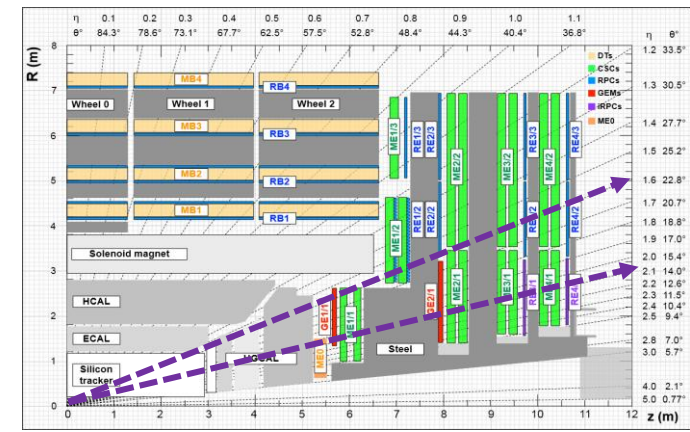 η 0.1 0.2 0.3 0.4 0.5 0.6 0.7 0.8 0.9 1.0 1.1 η θ°
θ° 84.3° 78.6° 73.1° 67.7° 62.5° 57.5° 52.8° 48.4° 44.3° 40.4° 36.8°
R (m)
8
7
6
5
4
3
2
1
0
1.2 33.5°
1.3 30.5°
1.4 27.7°
1.5 25.2°
1.6 22.8°
1.7 20.7°
1.8 18.8°
1.9 17.0°
2.0 15.4°
2.1 14.0°
2.2 12.6°
2.3 11.5°
2.4 10.4°
2.5 9.4°
2.8 7.0°
3.0 5.7°
4.0 2.1°
5.0 0.77°
DTs
CSCs
RPCs
GEMs
iRPCs
ME0
MB4
RB4
Wheel 0
Wheel 1
Wheel 2
MB3
RB3
MB2
RB2
MB1
RB1
Solenoid magnet
HCAL
ECAL
Silicon
tracker
HGCAL
Steel
ME0
GE1/1
ME1/1
ME1/2
ME1/3
RE1/3
RE2/3
RE1/2
RE2/2
GE2/1
ME2/2
ME2/1
ME3/2
ME3/1
RE3/3
ME4/2
ME4/1
RE4/3
RE4/2
0 1 2 3 4 5 6 7 8 9 10 11 12
z (m)